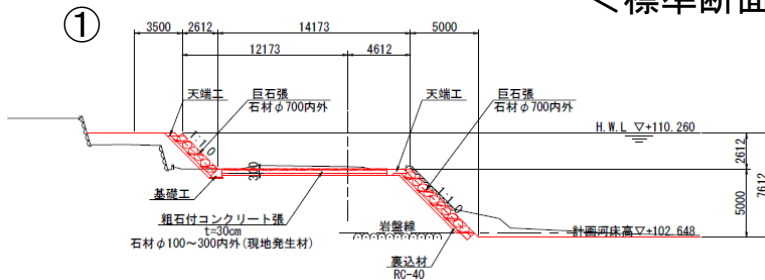 ①
＜標準断面
3500 2612 14173 5000
12173 4612
天端工 巨石張 天端工 巨石張
石材φ700内外 石材φ700内外
H.W.L ▽+110.260
1:1.0
2612
7612
5000
基礎工
1:1.0
粗石付コンクリート張
t=30cm
石材φ100～300内外(現地発生材)
岩盤線
計画河床高▽+102.648
裏込材
RC-40